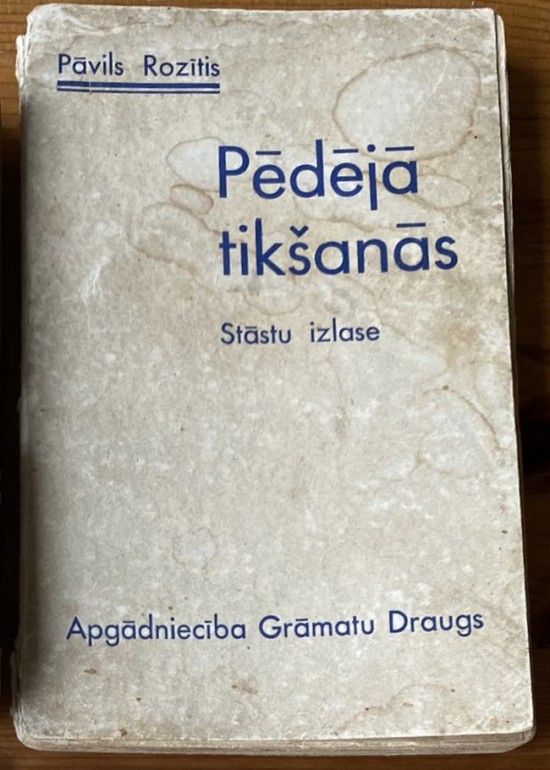 Pāvils Rozītis
Pēdējā
tikšanās
Stāstu izlase
Apgādniecība Grāmatu Draugs